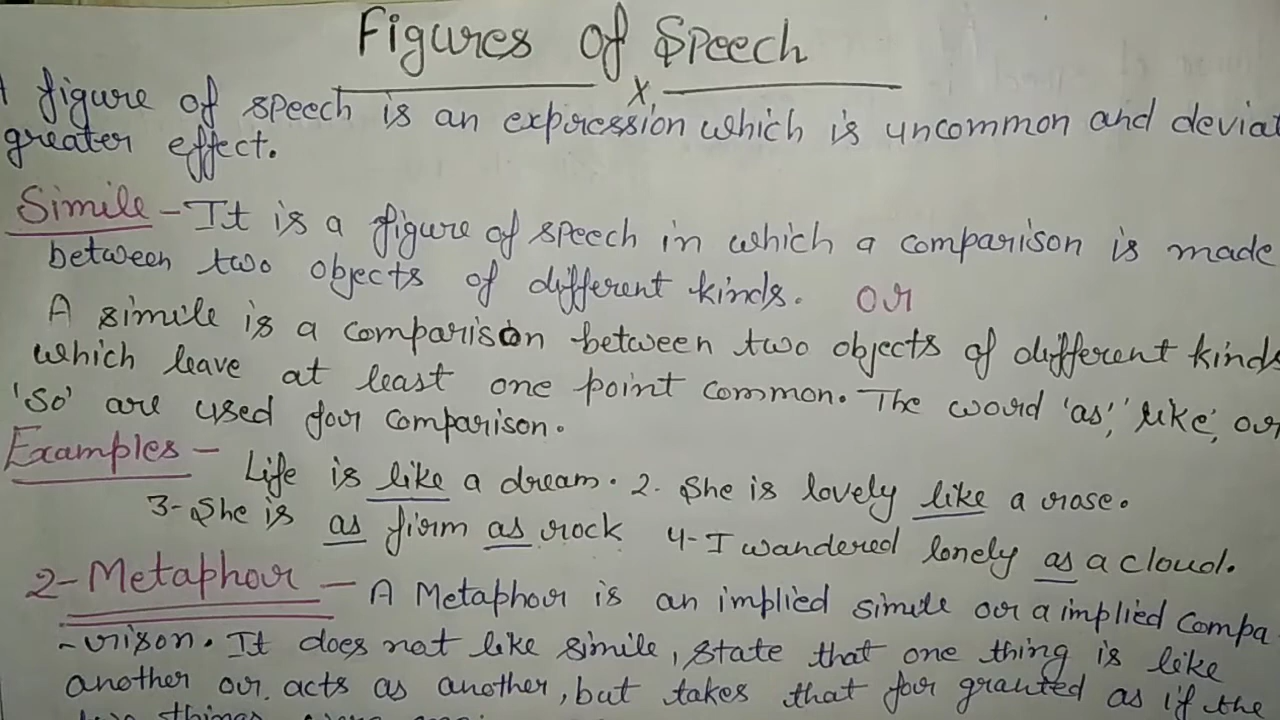 Figures of Speech
x
figure of speech is an expression which is uncommon and deviat
greater effect.
Simile - It is a figure of speech in which a comparison is made
between two objects of different kinds. or
A simile is a comparison between two objects of different kinds
which leave at least one point common. The word 'as', 'like', or
'so' are used for comparison.
Examples - Life is like a dream. 2. She is lovely like a rose.
3- She is as firm as rock 4- I wandered lonely as a cloud.
2- Metaphor - A Metaphor is an implied simile or a implied compa
-rison. It does not like simile, state that one thing is like
another or acts as another, but takes that for granted as if the
two things